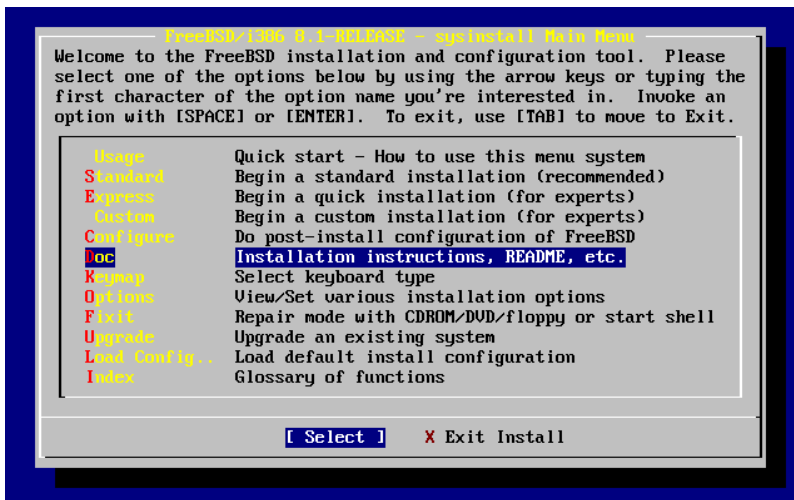 FreeBSD/i386 8.1-RELEASE - sysinstall Main Menu
Welcome to the FreeBSD installation and configuration tool.  Please
select one of the options below by using the arrow keys or typing the
first character of the option name you're interested in.  Invoke an
option with [SPACE] or [ENTER].  To exit, use [TAB] to move to Exit.
Usage Quick start - How to use this menu system
Standard Begin a standard installation (recommended)
Express Begin a quick installation (for experts)
Custom Begin a custom installation (for experts)
Configure Do post-install configuration of FreeBSD
Doc Installation instructions, README, etc.
Keymap Select keyboard type
Options View/Set various installation options
Fixit Repair mode with CDROM/DVD/floppy or start shell
Upgrade Upgrade an existing system
Load Config.. Load default install configuration
Index Glossary of functions
[ Select ] X Exit Install